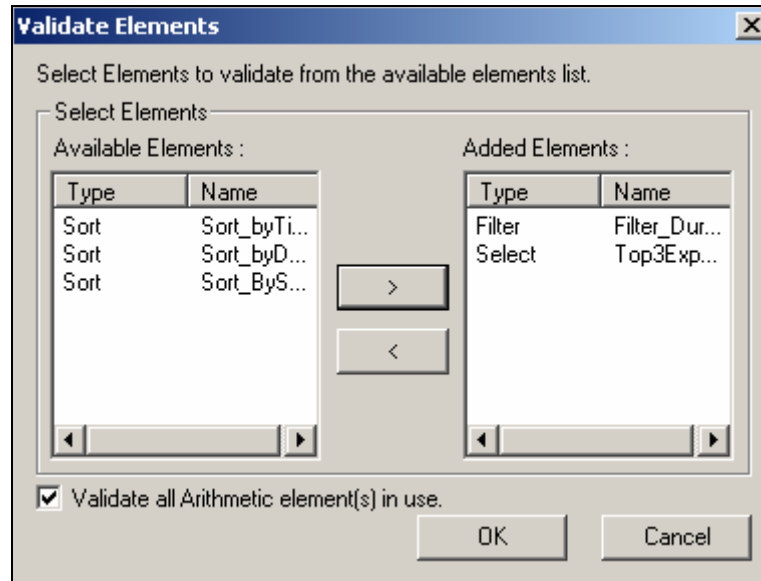 Validate Elements
Select Elements to validate from the available elements list.
Select Elements
Available Elements :
Type Name
Sort Sort_byTi...
Sort Sort_byD...
Sort Sort_ByS...
>
<
Added Elements :
Type Name
Filter Filter_Dur...
Select Top3Exp...
Validate all Arithmetic element(s) in use.
OK Cancel